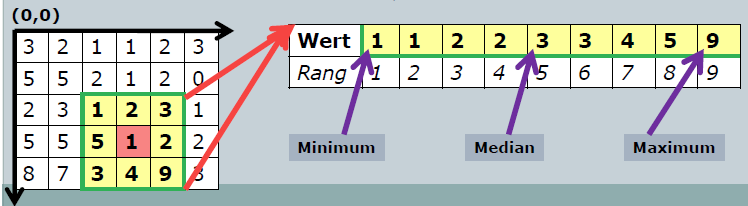 (0,0)
3 2 1 1 2 3
5 5 2 1 2 0
2 3 1 2 3 1
5 5 5 1 2 2
8 7 3 4 9 3
Wert 1 1 2 2 3 3 4 5 9
Rang 1 2 3 4 5 6 7 8 9
Minimum Median Maximum